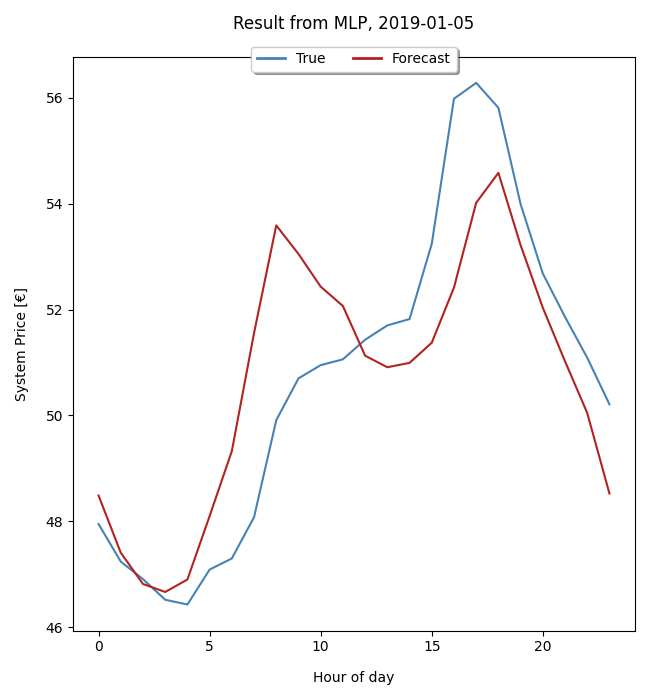 Result from MLP, 2019-01-05
True Forecast
56
54
52
50
48
46
System Price [€]
0 5 10 15 20
Hour of day